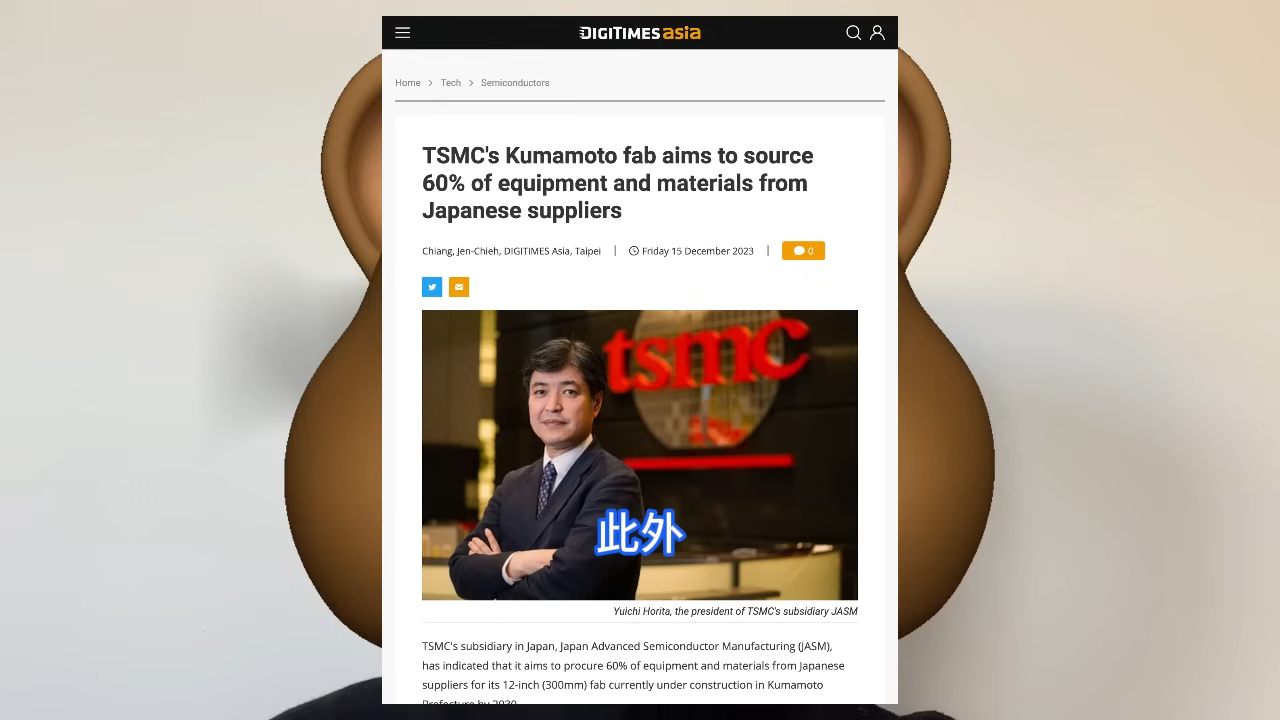 DIGITIMES asia
Home > Tech > Semiconductors
TSMC's Kumamoto fab aims to source
60% of equipment and materials from
Japanese suppliers
Chiang, Jen-Chieh, DIGITIMES Asia, Taipei | Friday 15 December 2023 | 0
tsmc
此外
Yuichi Horita, the president of TSMC's subsidiary JASM
TSMC's subsidiary in Japan, Japan Advanced Semiconductor Manufacturing (JASM),
has indicated that it aims to procure 60% of equipment and materials from Japanese
suppliers for its 12-inch (300mm) fab currently under construction in Kumamoto
Prefecture by 2030.